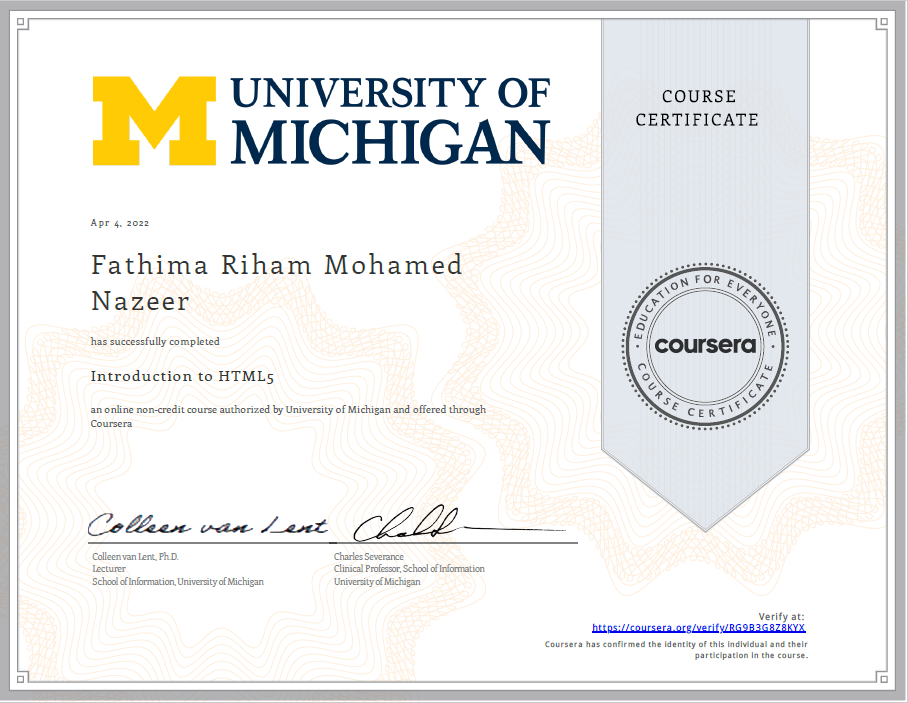 UNIVERSITY OF
MICHIGAN
COURSE
CERTIFICATE
Apr 4, 2022
Fathima Riham Mohamed
Nazeer
has successfully completed
Introduction to HTML5
an online non-credit course authorized by University of Michigan and offered through
Coursera
EDUCATION FOR EVERYONE
coursera
COURSE CERTIFICATE
Colleen van Lent
Colleen van Lent, Ph.D.
Lecturer
School of Information, University of Michigan
Charles Severance
Clinical Professor, School of Information
University of Michigan
Verify at:
https://coursera.org/verify/RG9B3G8Z8KYX
Coursera has confirmed the identity of this individual and their
participation in the course.